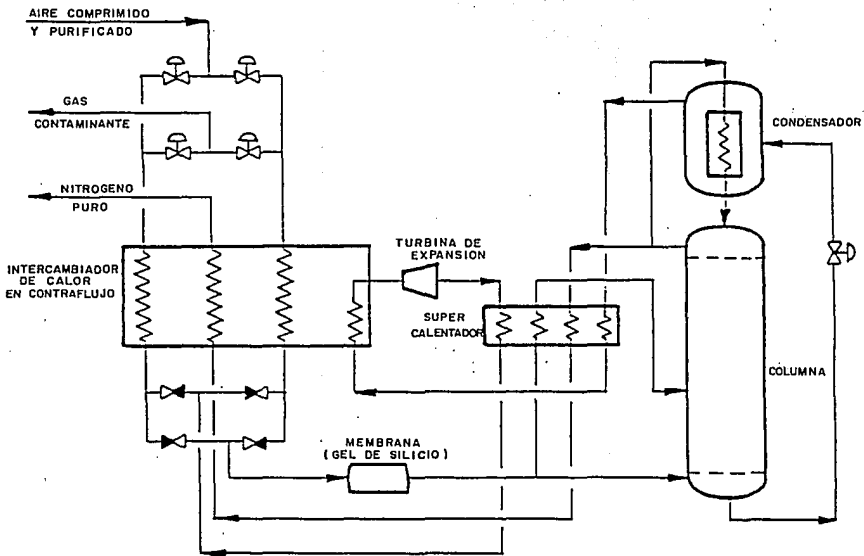 AIRE COMPRIMIDO
Y PURIFICADO
GAS
CONTAMINANTE
NITROGENO
PURO
INTERCAMBIADOR
DE CALOR
EN CONTRAFLUJO
TURBINA DE
EXPANSION
SUPER
CALENTADOR
CONDENSADOR
COLUMNA
MEMBRANA
(GEL DE SILICIO)